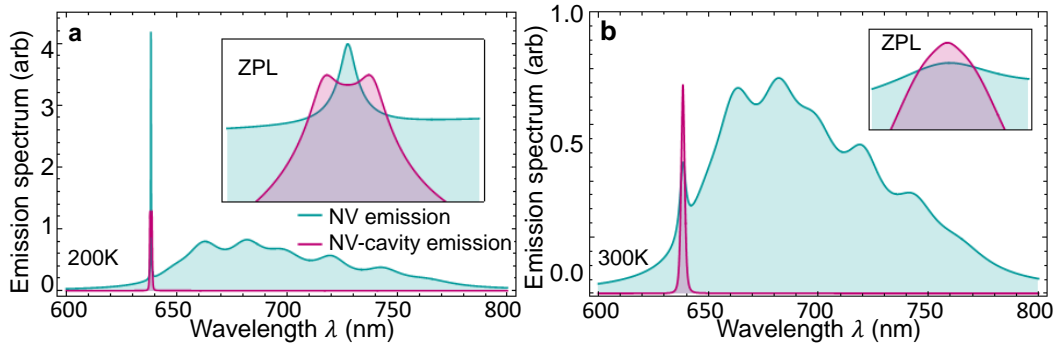 a
Emission spectrum (arb)
4
3
2
1
0
ZPL
NV emission
NV-cavity emission
200K
600 650 700 750 800
Wavelength λ (nm)
b
Emission spectrum (arb)
1.0
0.5
0.0
ZPL
300K
600 650 700 750 800
Wavelength λ (nm)